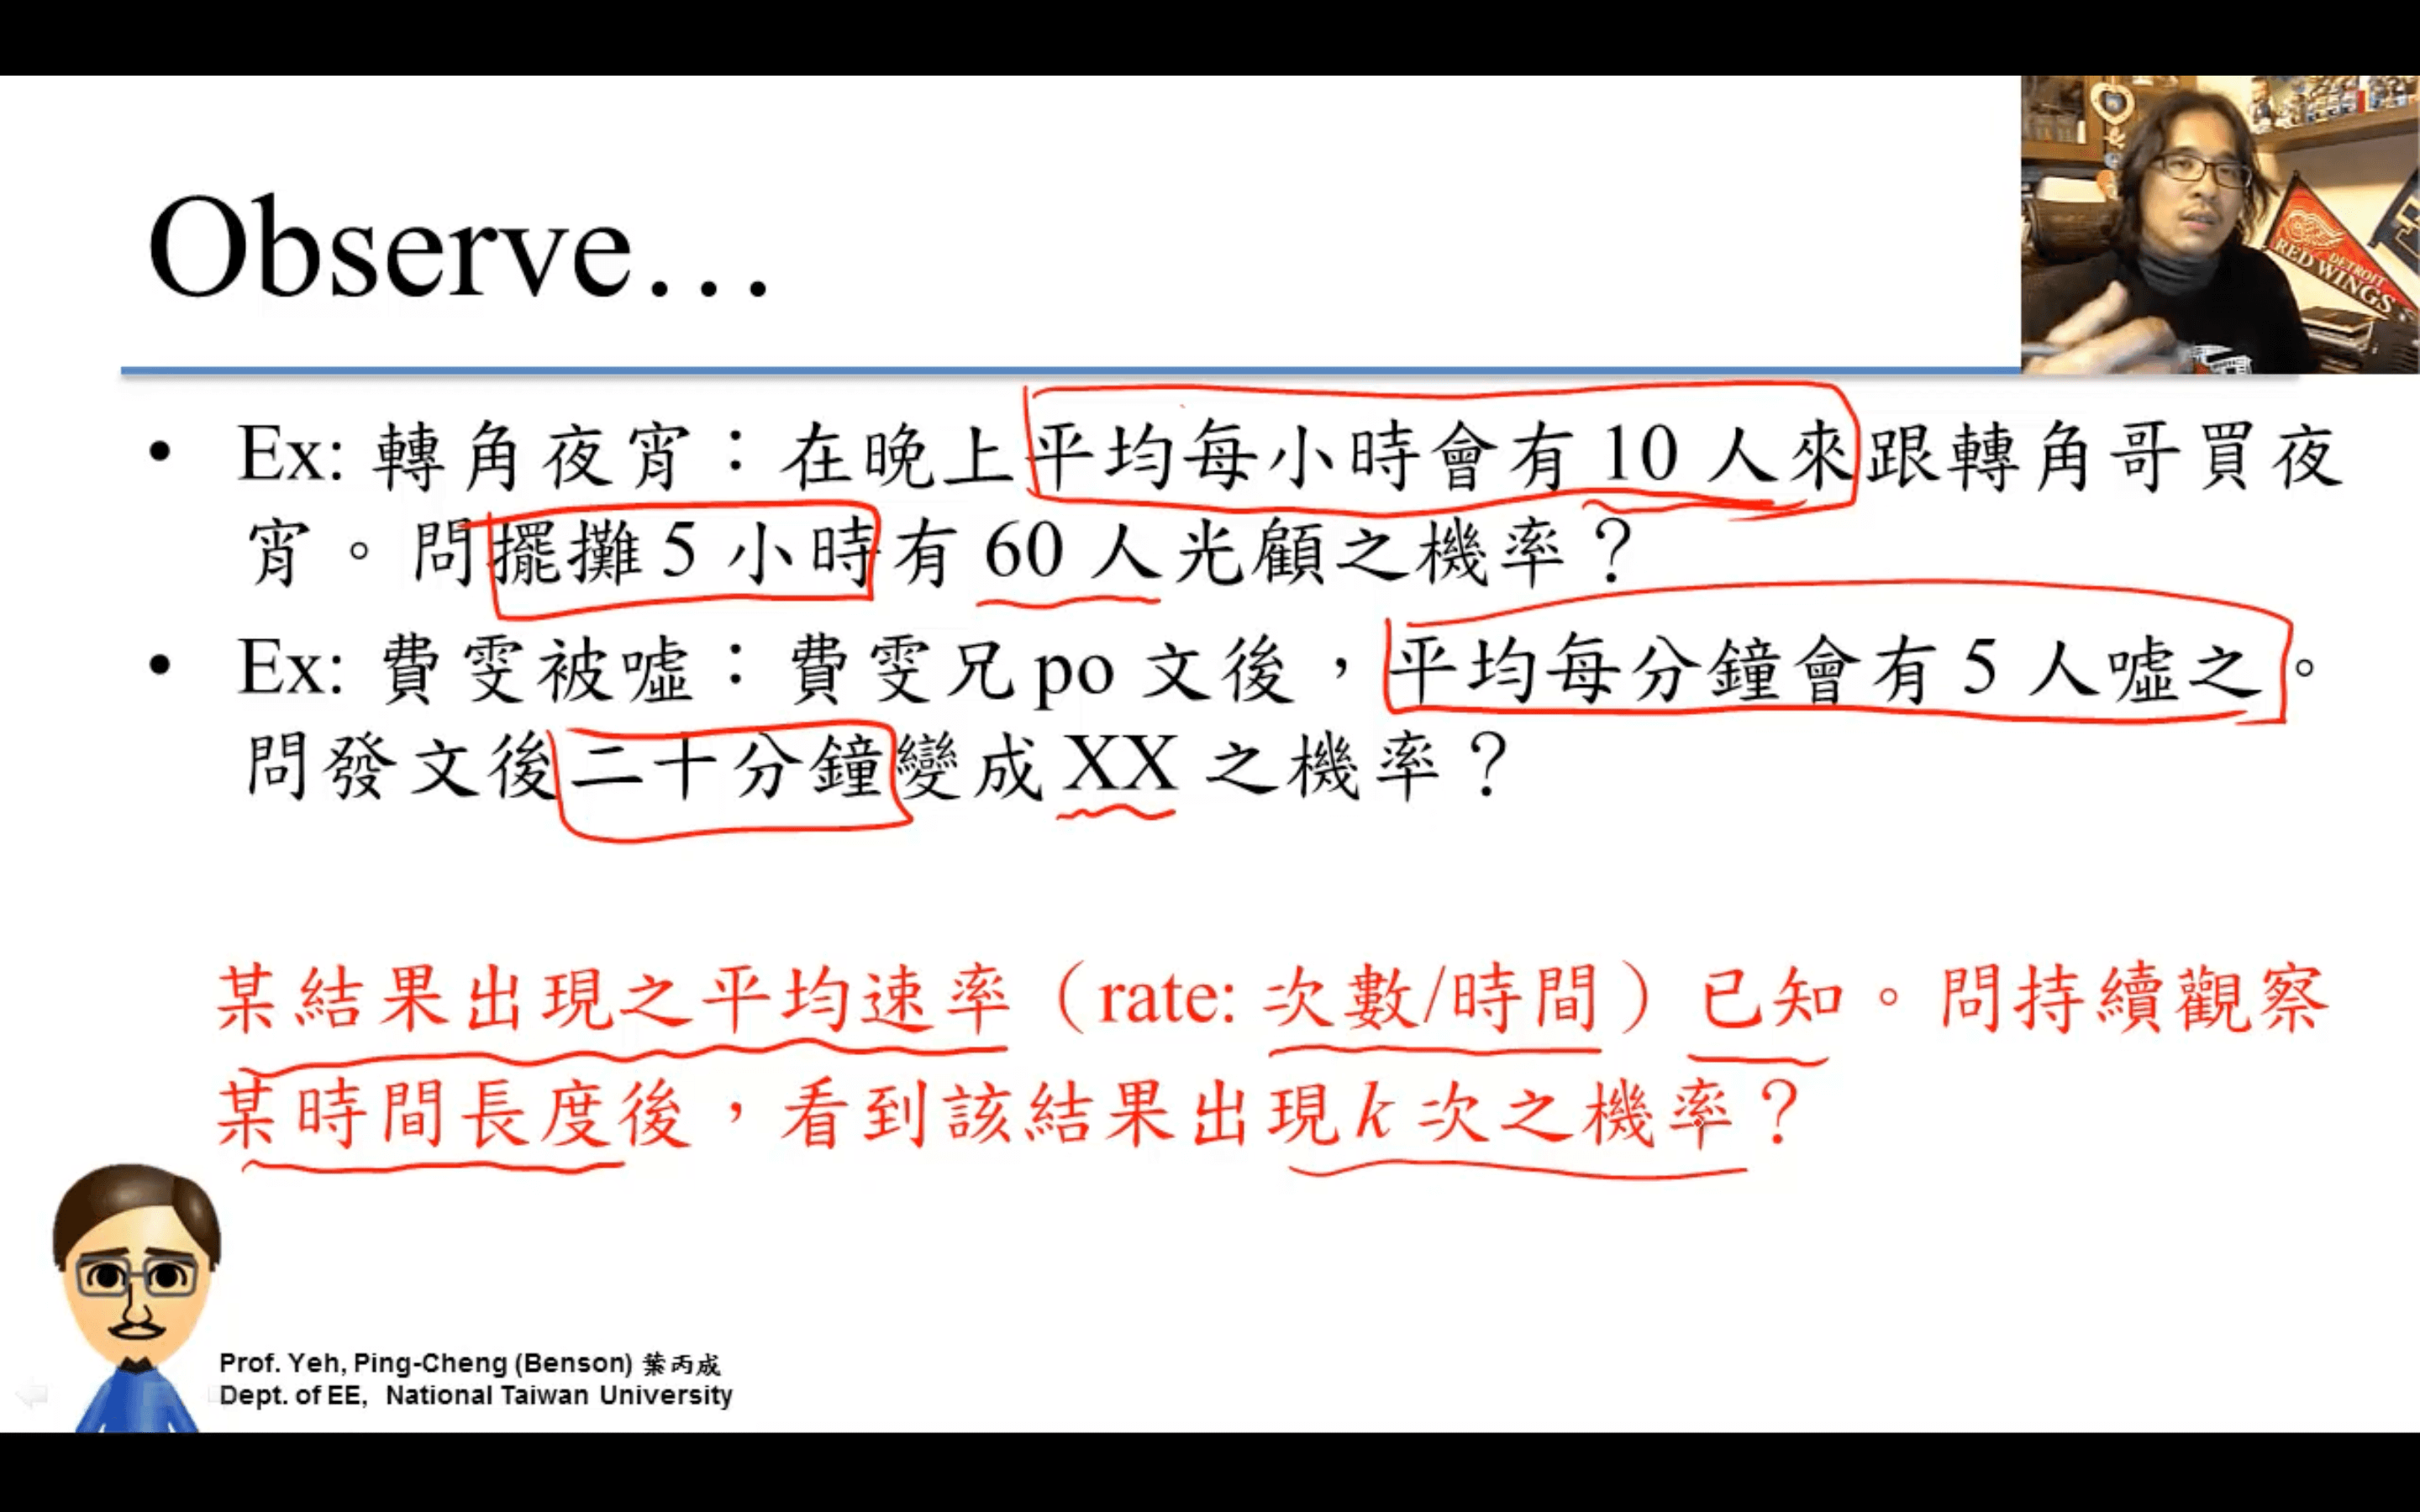 Observe…
DETROIT
RED WINGS
• Ex: 轉角夜宵：在晚上平均每小時會有 10 人來跟轉角哥買夜
宵。問擺攤 5 小時有 60 人光顧之機率？
• Ex: 費雯被噓：費雯兄po 文後，平均每分鐘會有 5 人噓之。
問發文後二十分鐘變成 XX 之機率？
某結果出現之平均速率（rate: 次數/時間）已知。問持續觀察
某時間長度後，看到該結果出現 k 次之機率？
Prof. Yeh, Ping-Cheng (Benson) 葉丙成
Dept. of EE, National Taiwan University